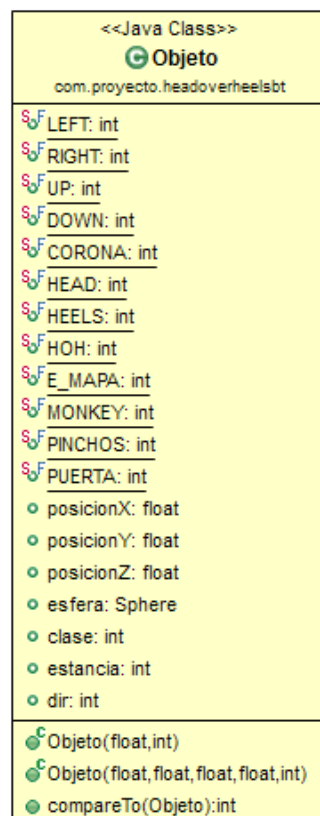 <<Java Class>>
C Objeto
com.proyecto.headoverheelsbt
S F LEFT: int
S F RIGHT: int
S F UP: int
S F DOWN: int
S F CORONA: int
S F HEAD: int
S F HEELS: int
S F HOH: int
S F E_MAPA: int
S F MONKEY: int
S F PINCHOS: int
S F PUERTA: int
posicionX: float
posicionY: float
posicionZ: float
esfera: Sphere
clase: int
estancia: int
dir: int
C Objeto(float,int)
C Objeto(float,float,float,float,int)
compareTo(Objeto):int